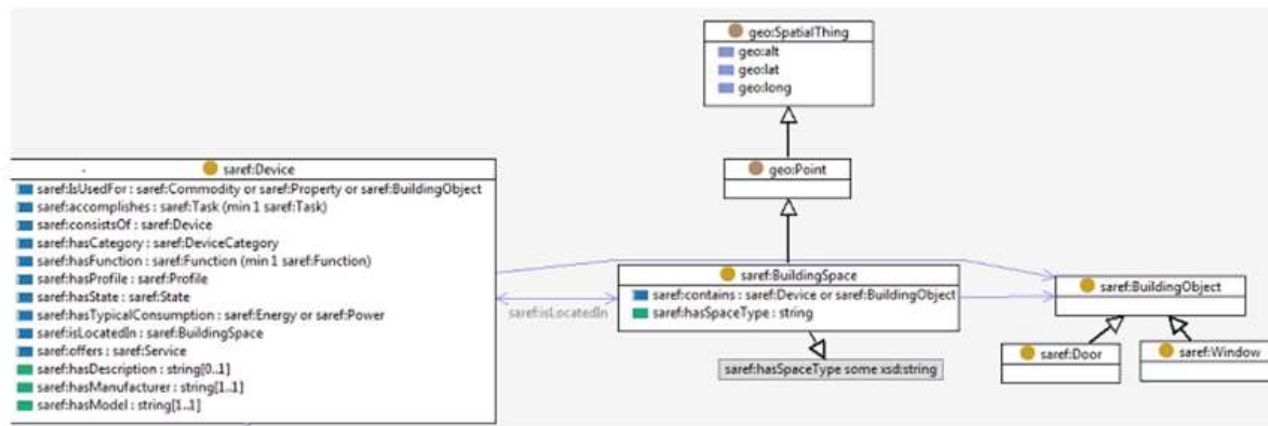 geo:SpatialThing
geo:alt
geo:lat
geo:long
geo:Point
saref:Device
saref:IsUsedFor : saref:Commodity or saref:Property or saref:BuildingObject
saref:accomplishes : saref:Task (min 1 saref:Task)
saref:consistsOf : saref:Device
saref:hasCategory : saref:DeviceCategory
saref:hasFunction : saref:Function (min 1 saref:Function)
saref:hasProfile : saref:Profile
saref:hasState : saref:State
saref:hasTypicalConsumption : saref:Energy or saref:Power
saref:isLocatedIn : saref:BuildingSpace
saref:offers : saref:Service
saref:hasDescription : string[0..1]
saref:hasManufacturer : string[1..1]
saref:hasModel : string[1..1]
saref:isLocatedIn
saref:BuildingSpace
saref:contains : saref:Device or saref:BuildingObject
saref:hasSpaceType : string
saref:hasSpaceType some xsd:string
saref:BuildingObject
saref:Door
saref:Window